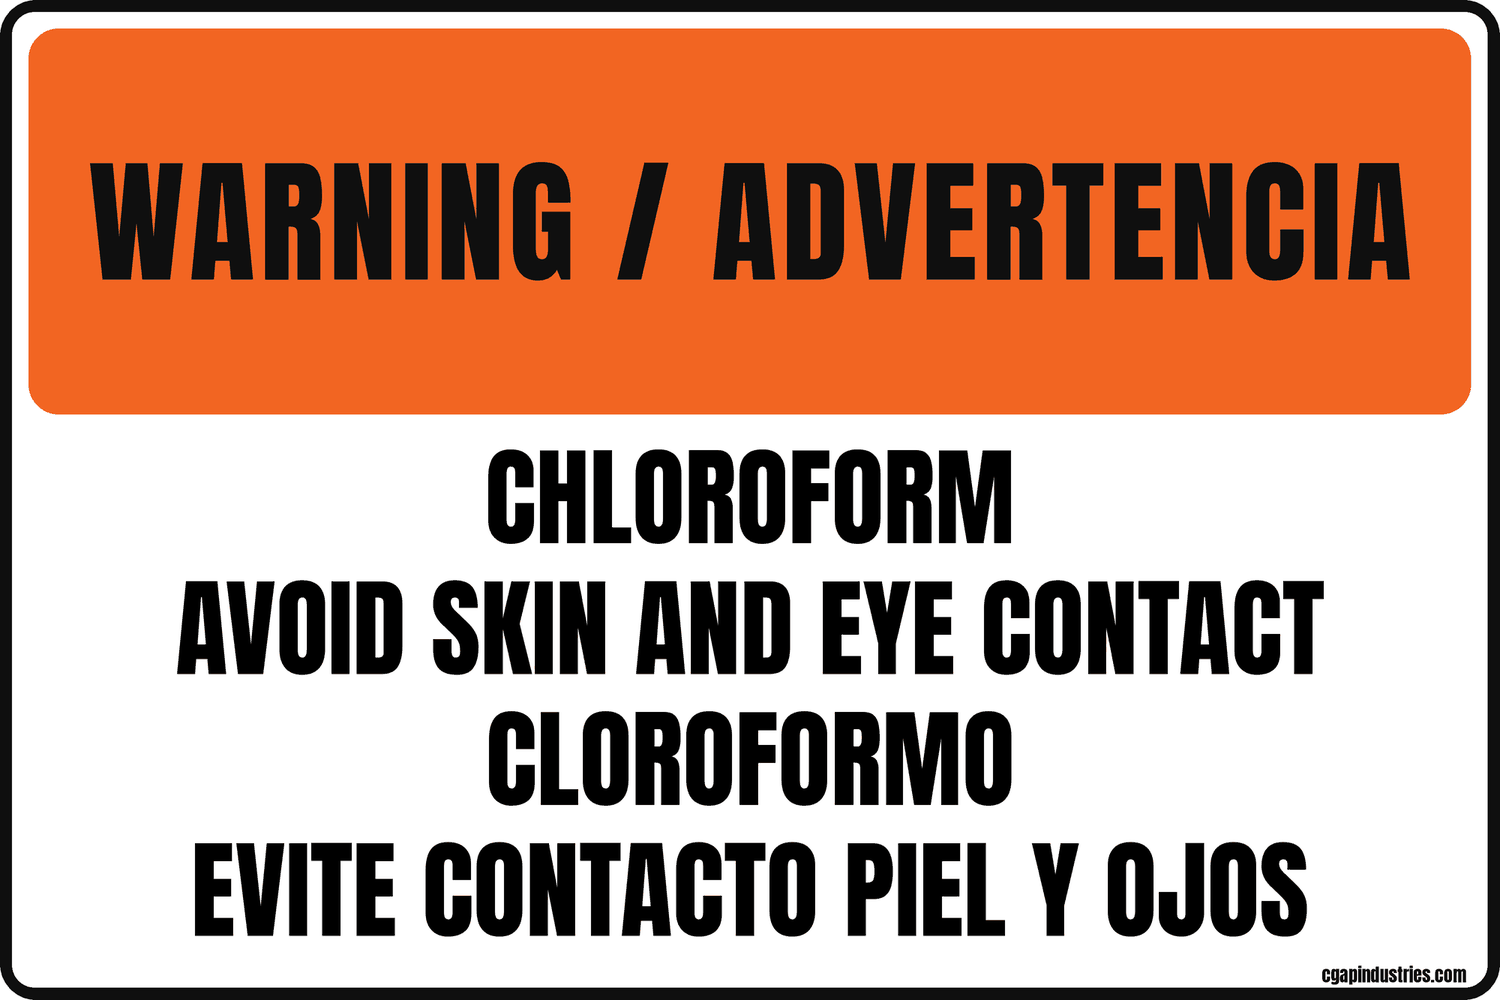 WARNING / ADVERTENCIA
CHLOROFORM
AVOID SKIN AND EYE CONTACT
CLOROFORMO
EVITE CONTACTO PIEL Y OJOS
cgapindustries.com